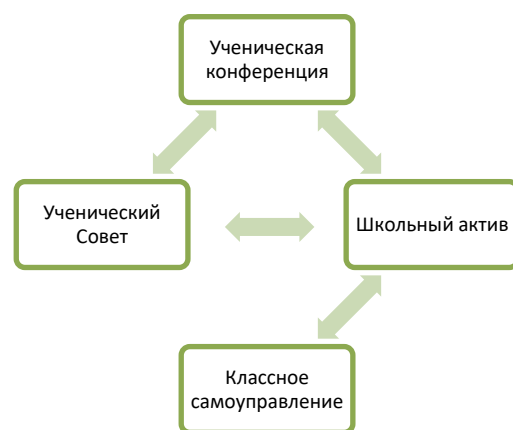 Ученическая
конференция
Ученический
Совет
Школьный актив
Классное
самоуправление